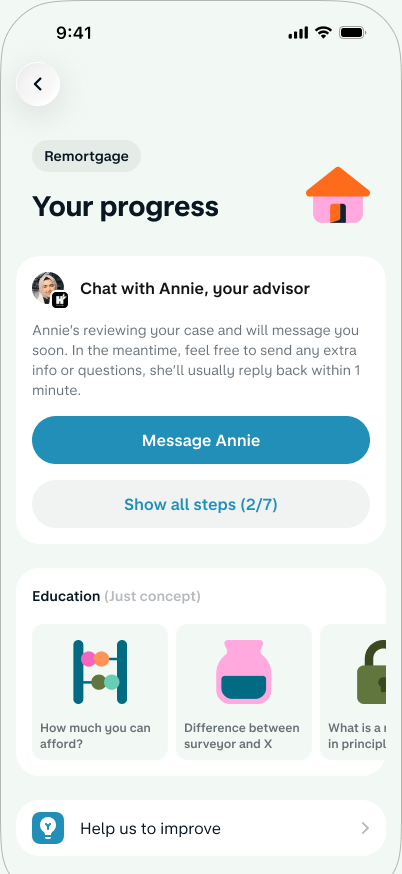 9:41
Remortgage
Your progress
Chat with Annie, your advisor
Annie's reviewing your case and will message you
soon. In the meantime, feel free to send any extra
info or questions, she'll usually reply back within 1
minute.
Message Annie
Show all steps (2/7)
Education (Just concept)
How much you can
afford?
Difference between
surveyor and X
What is a
in
Help us to improve